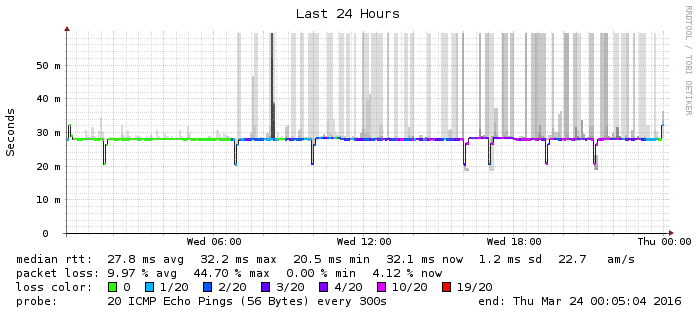 Last 24 Hours
RRDTOOL / TOBI OETIKER
Seconds
50 m
40 m
30 m
20 m
10 m
0
Wed 06:00 Wed 12:00 Wed 18:00 Thu 00:00
median rtt: 27.8 ms avg 32.2 ms max 20.5 ms min 32.1 ms now 1.2 ms sd 22.7 am/s
packet loss: 9.97 % avg 44.70 % max 0.00 % min 4.12 % now
loss color: 0 1/20 2/20 3/20 4/20 10/20 19/20
probe: 20 ICMP Echo Pings (56 Bytes) every 300s end: Thu Mar 24 00:05:04 2016